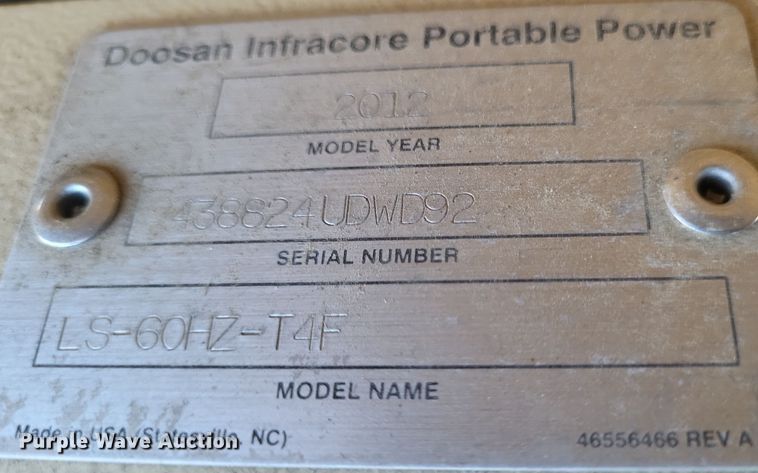 Doosan Infracore Portable Power
2012
MODEL YEAR
438824UDWD92
SERIAL NUMBER
LS-60HZ-T4F
MODEL NAME
Made in USA (Statesville, NC)
46556466 REV A
Purple Wave Auction